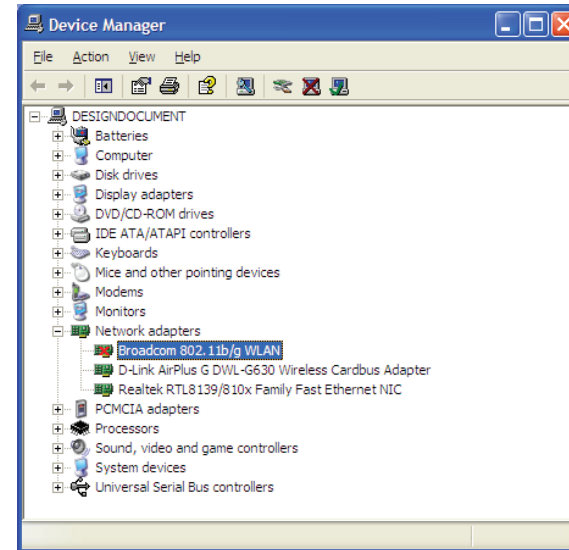 Device Manager
File Action View Help
DESIGNDOCUMENT
Batteries
Computer
Disk drives
Display adapters
DVD/CD-ROM drives
IDE ATA/ATAPI controllers
Keyboards
Mice and other pointing devices
Modems
Monitors
Network adapters
Broadcom 802.11b/g WLAN
D-Link AirPlus G DWL-G630 Wireless Cardbus Adapter
Realtek RTL8139/810x Family Fast Ethernet NIC
PCMCIA adapters
Processors
Sound, video and game controllers
System devices
Universal Serial Bus controllers